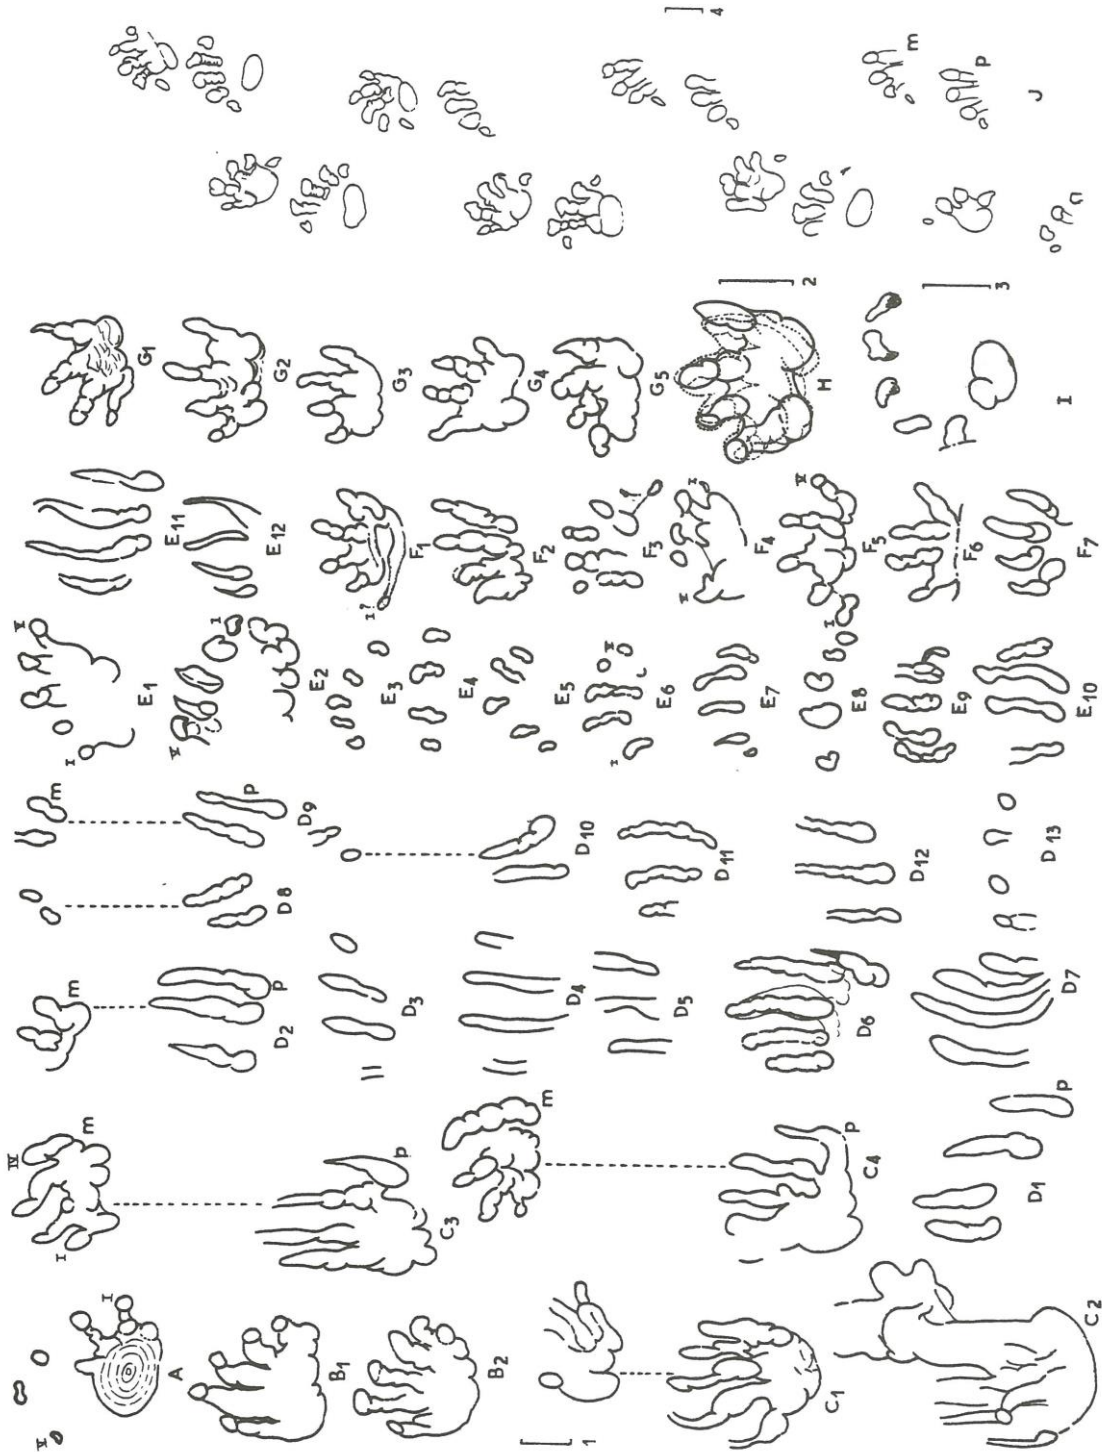 V
I
A
B1
B2
1
C1
C2
IV
m
I
p
C3
m
p
C4
D1
p
m
p
D2
D3
D4
D5
D6
D7
m
p
D8
D9
D10
D11
D12
D13
V
I
E1
I
V
E2
E3
E4
E5
V
I
E6
E7
E8
E9
E10
E11
E12
I?
F1
F2
F3
I
V
F4
V
I
F5
F6
F7
G1
G2
G3
G4
G5
2
H
3
I
4
m
p
J